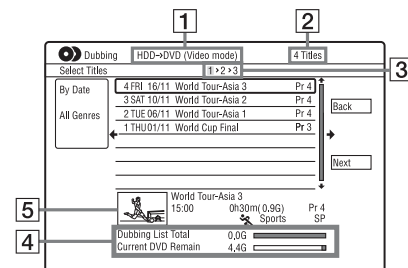 1
2
Dubbing HDD→DVD (Video mode) 4 Titles
Select Titles 1›2›3
3
By Date
All Genres
4 FRI 16/11 World Tour-Asia 3 Pr 4
3 SAT 10/11 World Tour-Asia 2 Pr 4
2 TUE 06/11 World Tour-Asia 1 Pr 4
1 THU 01/11 World Cup Final Pr 3
Back
Next
5
World Tour-Asia 3
15:00 0h30m(0.9G) Pr 4
Sports SP
4
Dubbing List Total 0,0G
Current DVD Remain 4,4G